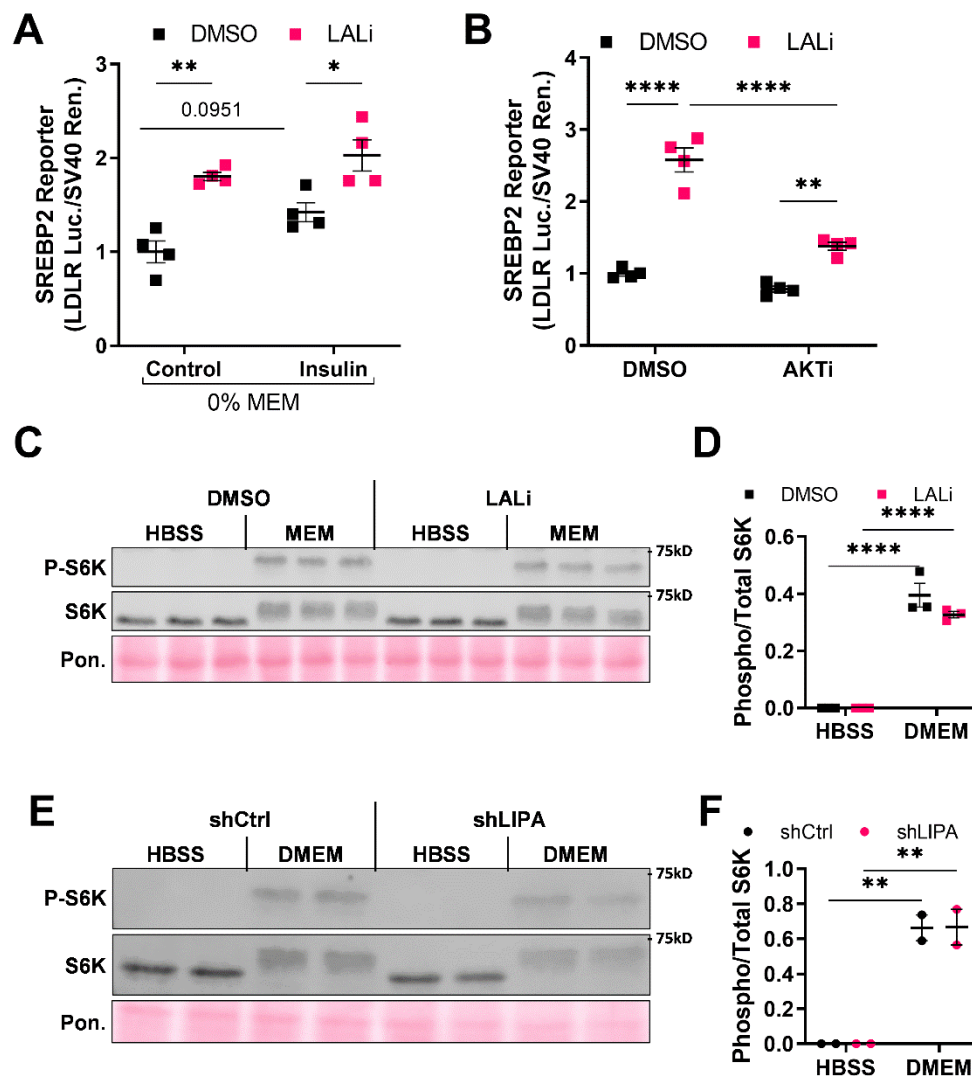 A
DMSO LALi
SREBP2 Reporter
(LDLR Luc./SV40 Ren.)
3
2
1
0
**
*
0.0951
Control Insulin
0% MEM
B
DMSO LALi
SREBP2 Reporter
(LDLR Luc./SV40 Ren.)
4
3
2
1
0
**** ****
**
DMSO AKTi
C
DMSO LALi
HBSS MEM HBSS MEM
P-S6K
75kD
S6K
75kD
Pon.
D
DMSO LALi
Phospho/Total S6K
0.6
0.4
0.2
0.0
****
****
HBSS DMEM
E
shCtrl shLIPA
HBSS DMEM HBSS DMEM
P-S6K
75kD
S6K
75kD
Pon.
F
shCtrl shLIPA
Phospho/Total S6K
1.0
0.8
0.6
0.4
0.2
0.0
**
**
HBSS DMEM